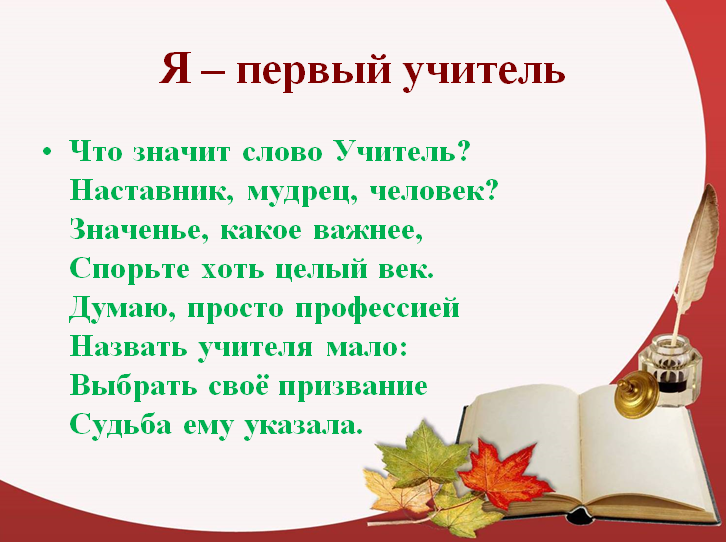 Я – первый учитель
• Что значит слово Учитель?
Наставник, мудрец, человек?
Значенье, какое важнее,
Спорьте хоть целый век.
Думаю, просто профессией
Назвать учителя мало:
Выбрать своё призвание
Судьба ему указала.